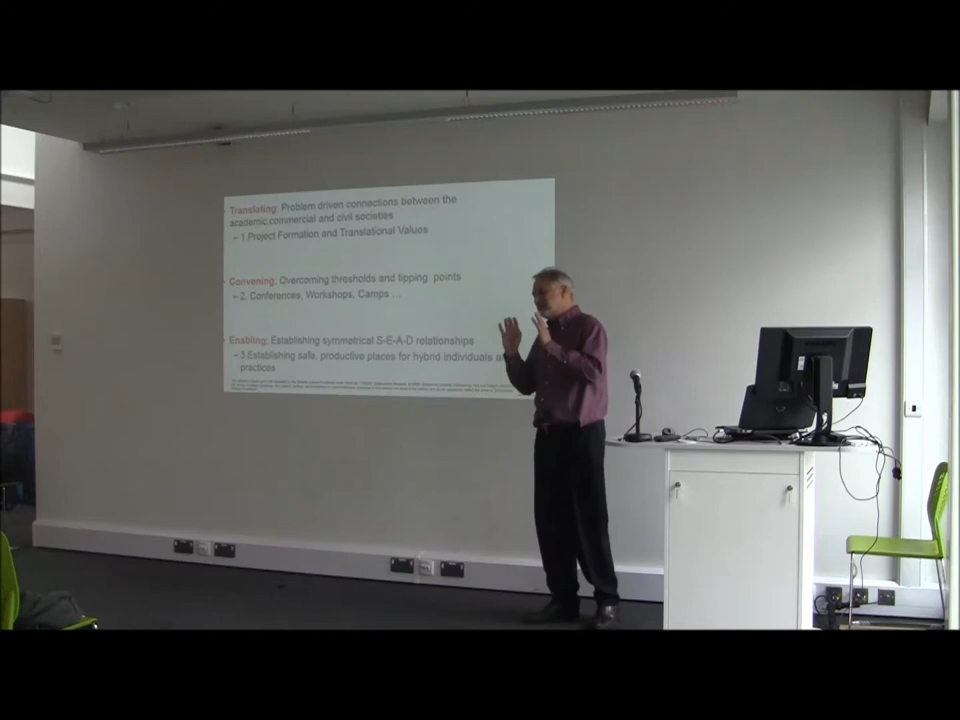 Translating: Problem driven connections between the
academic,commercial and civil societies
– 1.Project Formation and Translational Values
Convening: Overcoming thresholds and tipping points
– 2. Conferences, Workshops, Camps ...
Enabling: Establishing symmetrical S-E-A-D relationships
– 3.Establishing safe, productive places for hybrid individuals
practices